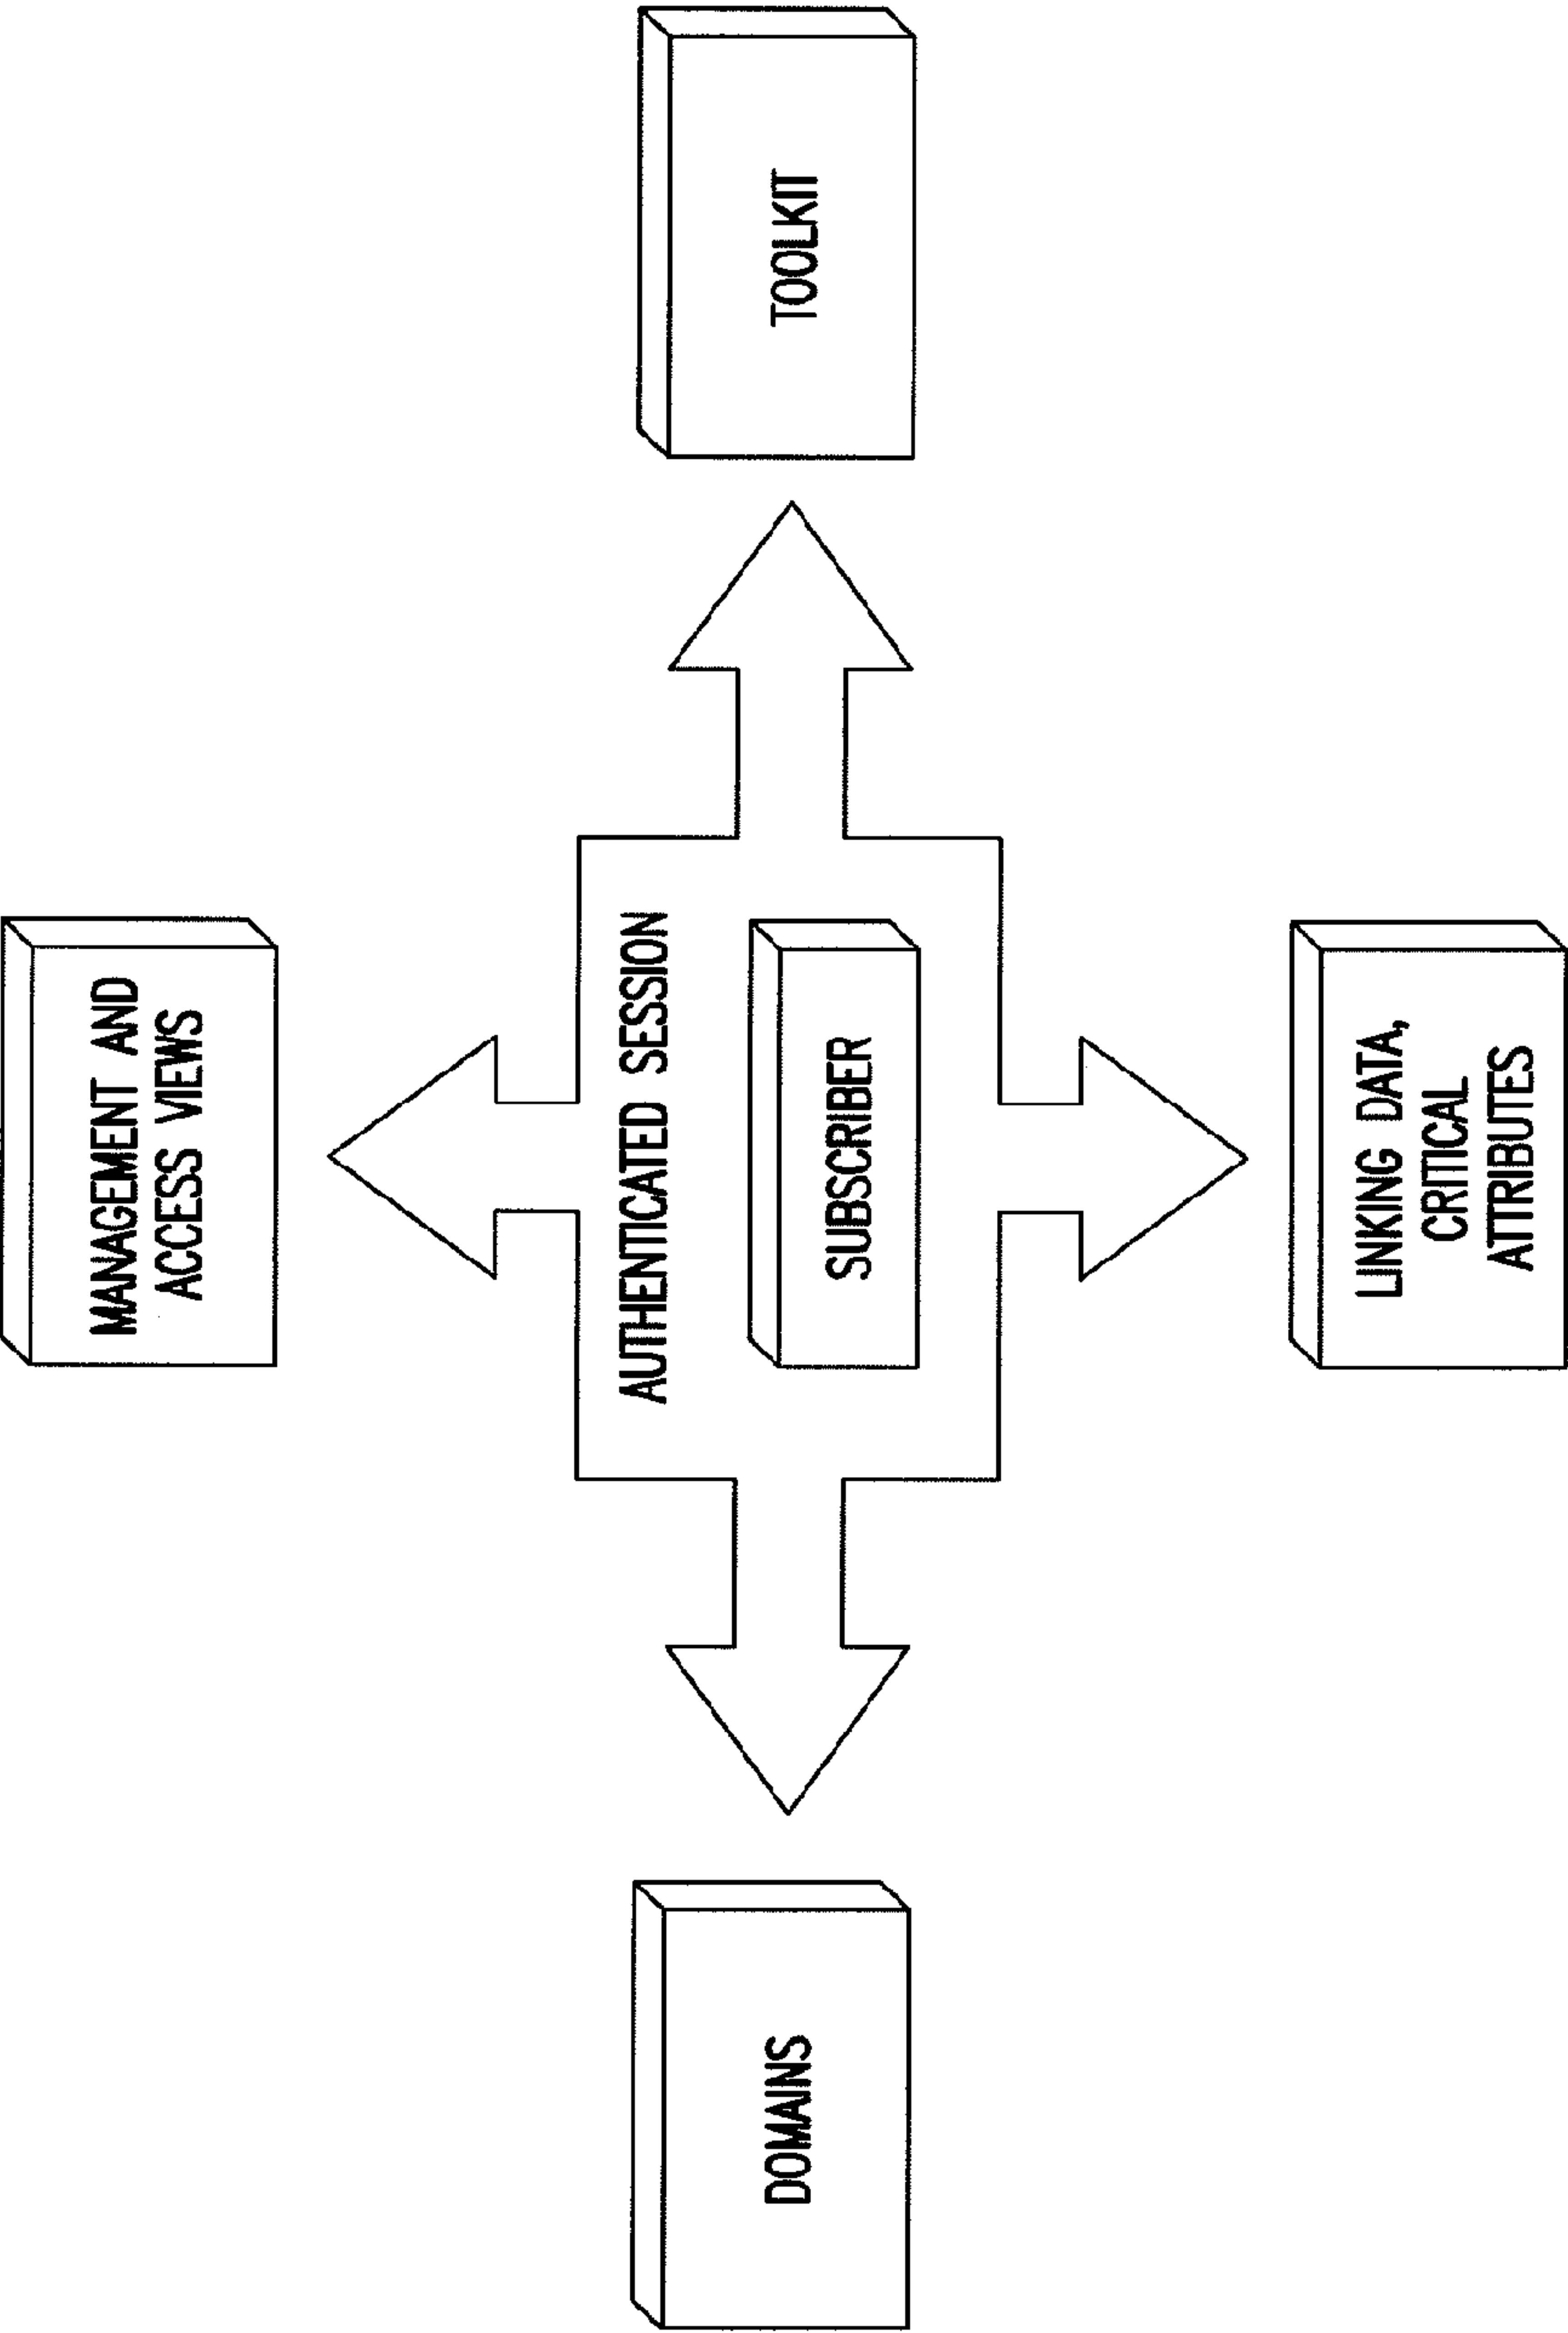 MANAGEMENT AND
ACCESS VIEWS
DOMAINS
AUTHENTICATED SESSION
SUBSCRIBER
TOOLKIT
LINKING DATA,
CRITICAL
ATTRIBUTES